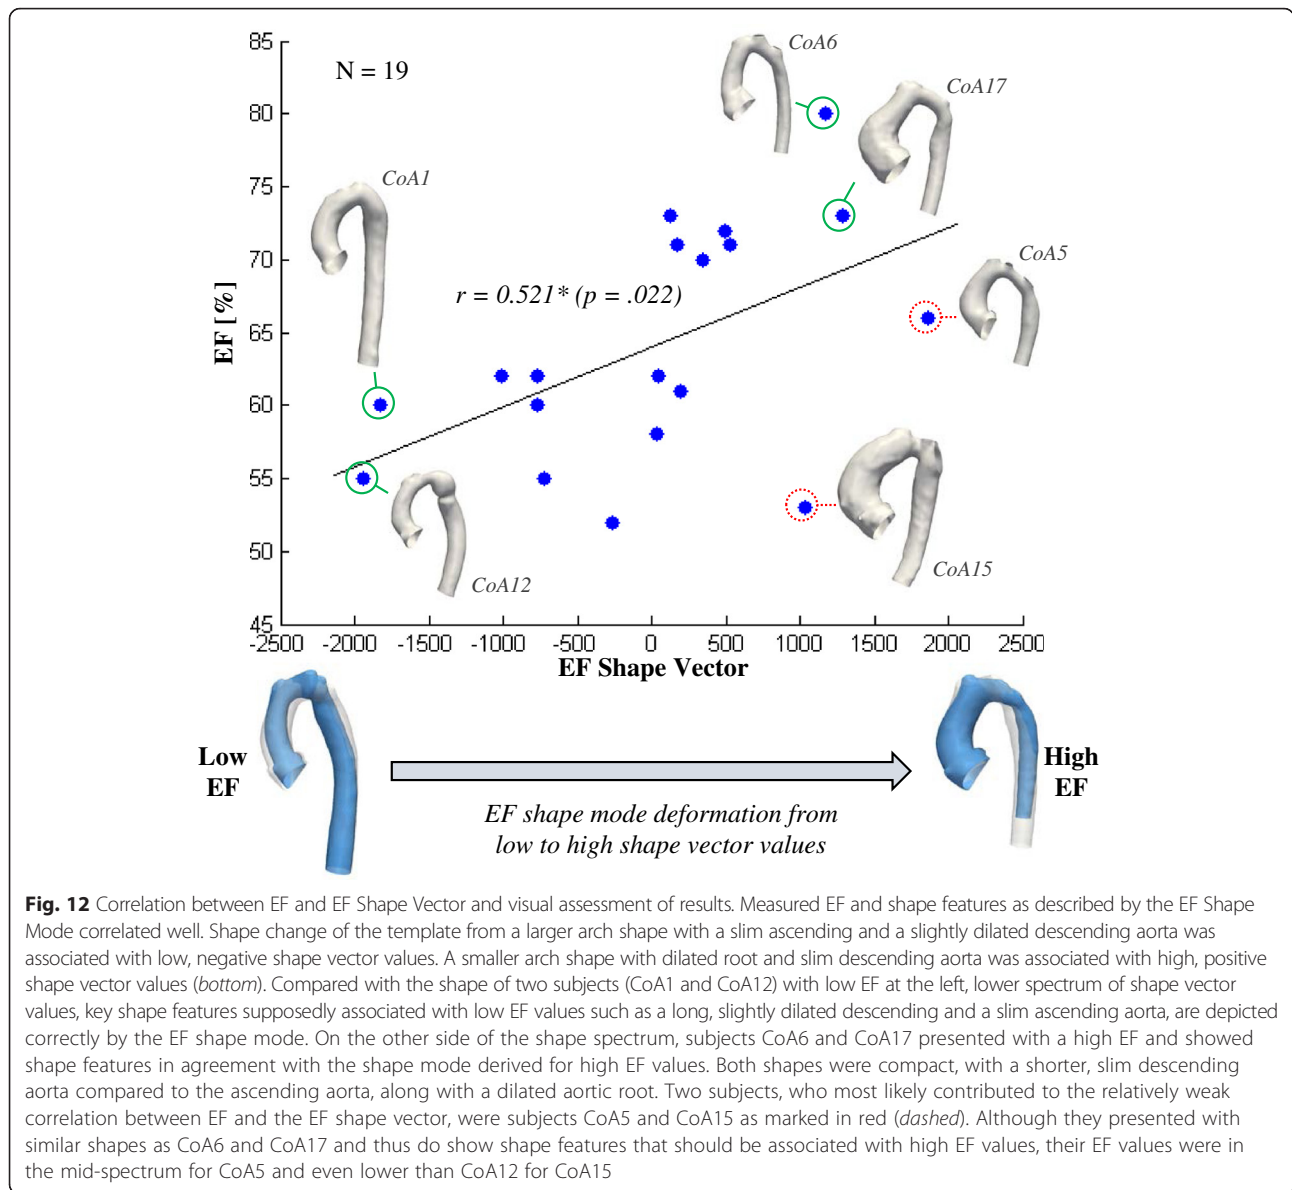 85
80
75
70
65
60
55
50
45
EF [%]
N = 19
CoA6
CoA17
CoA1
CoA5
r = 0.521* (p = .022)
CoA12
CoA15
-2500 -2000 -1500 -1000 -500 0 500 1000 1500 2000 2500
EF Shape Vector
Low
EF
High
EF
EF shape mode deformation from
low to high shape vector values
Fig. 12 Correlation between EF and EF Shape Vector and visual assessment of results. Measured EF and shape features as described by the EF Shape
Mode correlated well. Shape change of the template from a larger arch shape with a slim ascending and a slightly dilated descending aorta was
associated with low, negative shape vector values. A smaller arch shape with dilated root and slim descending aorta was associated with high, positive
shape vector values (bottom). Compared with the shape of two subjects (CoA1 and CoA12) with low EF at the left, lower spectrum of shape vector
values, key shape features supposedly associated with low EF values such as a long, slightly dilated descending and a slim ascending aorta, are depicted
correctly by the EF shape mode. On the other side of the shape spectrum, subjects CoA6 and CoA17 presented with a high EF and showed
shape features in agreement with the shape mode derived for high EF values. Both shapes were compact, with a shorter, slim descending
aorta compared to the ascending aorta, along with a dilated aortic root. Two subjects, who most likely contributed to the relatively weak
correlation between EF and the EF shape vector, were subjects CoA5 and CoA15 as marked in red (dashed). Although they presented with
similar shapes as CoA6 and CoA17 and thus do show shape features that should be associated with high EF values, their EF values were in
the mid-spectrum for CoA5 and even lower than CoA12 for CoA15